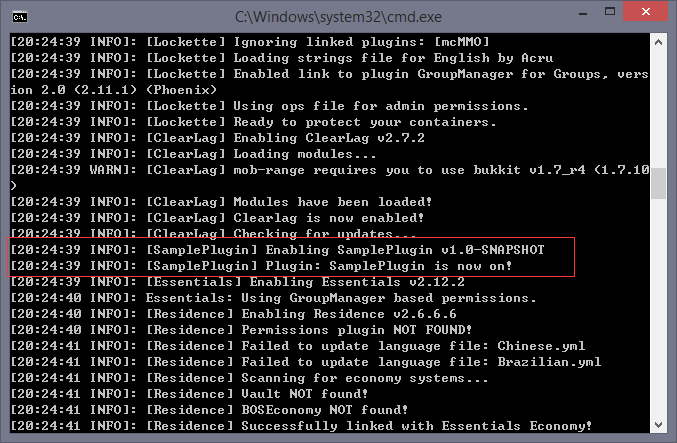 C:\Windows\system32\cmd.exe
[20:24:39 INFO]: [Lockette] Ignoring linked plugins: [mcMMO]
[20:24:39 INFO]: [Lockette] Loading strings file for English by Acru
[20:24:39 INFO]: [Lockette] Enabled link to plugin GroupManager for Groups, vers
ion 2.0 (2.11.1) (Phoenix)
[20:24:39 INFO]: [Lockette] Using ops file for admin permissions.
[20:24:39 INFO]: [Lockette] Ready to protect your containers.
[20:24:39 INFO]: [ClearLag] Enabling ClearLag v2.7.2
[20:24:39 INFO]: [ClearLag] Loading modules...
[20:24:39 WARN]: [ClearLag] mob-range requires you to use bukkit v1.7_r4 (1.7.10
)
[20:24:39 INFO]: [ClearLag] Modules have been loaded!
[20:24:39 INFO]: [ClearLag] Clearlag is now enabled!
[20:24:39 INFO]: [ClearLag] Checking for updates...
[20:24:39 INFO]: [SamplePlugin] Enabling SamplePlugin v1.0-SNAPSHOT
[20:24:39 INFO]: [SamplePlugin] Plugin: SamplePlugin is now on!
[20:24:39 INFO]: [Essentials] Enabling Essentials v2.12.2
[20:24:40 INFO]: Essentials: Using GroupManager based permissions.
[20:24:40 INFO]: [Residence] Enabling Residence v2.6.6.6
[20:24:40 INFO]: [Residence] Permissions plugin NOT FOUND!
[20:24:41 INFO]: [Residence] Failed to update language file: Chinese.yml
[20:24:41 INFO]: [Residence] Failed to update language file: Brazilian.yml
[20:24:41 INFO]: [Residence] Scanning for economy systems...
[20:24:41 INFO]: [Residence] Vault NOT found!
[20:24:41 INFO]: [Residence] BOSEconomy NOT found!
[20:24:41 INFO]: [Residence] Successfully linked with Essentials Economy!